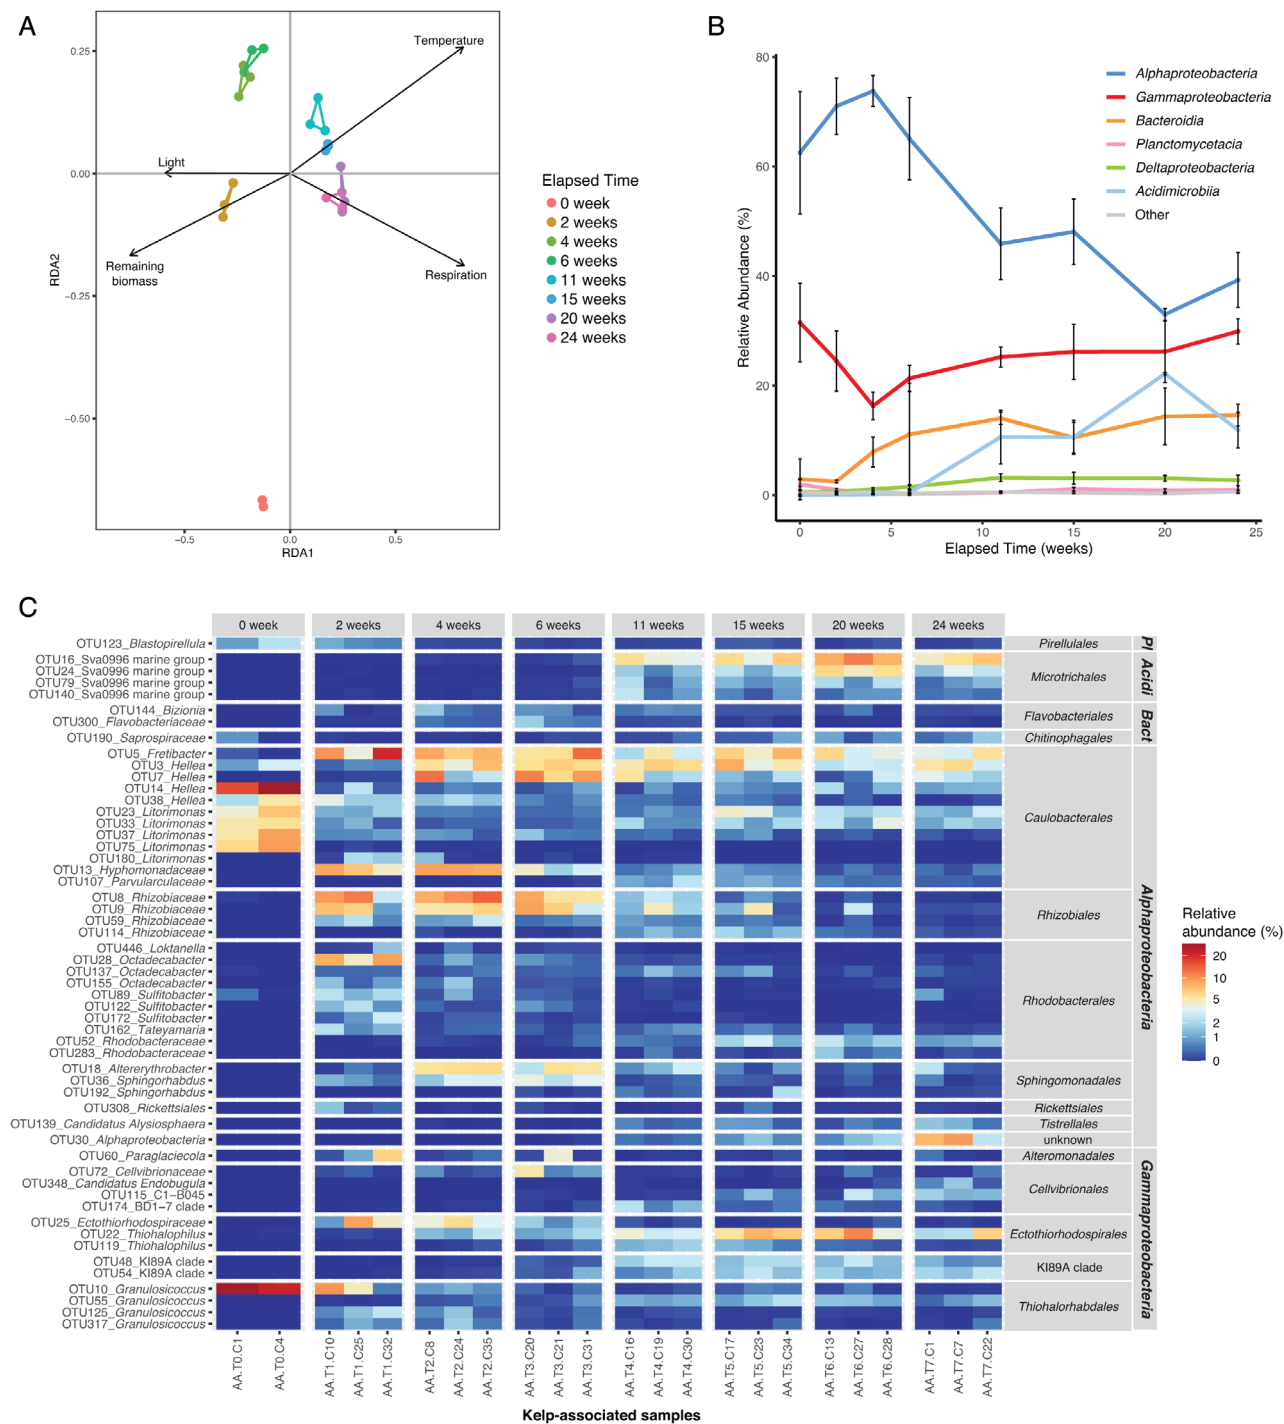 A
0.25
0.00
−0.25
−0.50
−0.5
0.0
0.5
RDA1
RDA2
Temperature
Light
Remaining
biomass
Respiration
Elapsed Time
0 week
2 weeks
4 weeks
6 weeks
11 weeks
15 weeks
20 weeks
24 weeks
B
80
60
40
20
0
0
5
10
15
20
25
Relative Abundance (%)
Elapsed Time (weeks)
Alphaproteobacteria
Gammaproteobacteria
Bacteroidia
Planctomycetacia
Deltaproteobacteria
Acidimicrobiia
Other
C
0 week
2 weeks
4 weeks
6 weeks
11 weeks
15 weeks
20 weeks
24 weeks
OTU123_Blastopirellula
OTU16_Sva0996 marine group
OTU24_Sva0996 marine group
OTU79_Sva0996 marine group
OTU140_Sva0996 marine group
OTU144_Bizionia
OTU300_Flavobacteriaceae
OTU190_Saprospiraceae
OTU5_Fretibacter
OTU3_Hellea
OTU7_Hellea
OTU14_Hellea
OTU38_Hellea
OTU23_Litorimonas
OTU33_Litorimonas
OTU37_Litorimonas
OTU75_Litorimonas
OTU180_Litorimonas
OTU13_Hyphomonadaceae
OTU107_Parvularculaceae
OTU8_Rhizobiaceae
OTU9_Rhizobiaceae
OTU59_Rhizobiaceae
OTU114_Rhizobiaceae
OTU446_Loktanella
OTU28_Octadecabacter
OTU137_Octadecabacter
OTU155_Octadecabacter
OTU89_Sulfitobacter
OTU122_Sulfitobacter
OTU172_Sulfitobacter
OTU162_Tateyamaria
OTU52_Rhodobacteraceae
OTU283_Rhodobacteraceae
OTU18_Altererythrobacter
OTU36_Sphingorhabdus
OTU192_Sphingorhabdus
OTU308_Rickettsiales
OTU139_Candidatus Alysiosphaera
OTU30_Alphaproteobacteria
OTU60_Paraglaciecola
OTU72_Cellvibrionaceae
OTU348_Candidatus Endobugula
OTU115_C1−B045
OTU174_BD1−7 clade
OTU25_Ectothiorhodospiraceae
OTU22_Thiohalophilus
OTU119_Thiohalophilus
OTU48_KI89A clade
OTU54_KI89A clade
OTU10_Granulosicoccus
OTU55_Granulosicoccus
OTU125_Granulosicoccus
OTU317_Granulosicoccus
Pirellulales
Microtrichales
Flavobacteriales
Chitinophagales
Caulobacterales
Rhizobiales
Rhodobacterales
Sphingomonadales
Rickettsiales
Tistrellales
unknown
Alteromonadales
Cellvibrionales
Ectothiorhodospirales
KI89A clade
Thiohalorhabdales
Pl
Acidi
Bact
Alphaproteobacteria
Gammaproteobacteria
Relative
abundance (%)
20
10
5
2
1
0
AA.T0.C1
AA.T0.C4
AA.T1.C10
AA.T1.C25
AA.T1.C32
AA.T2.C8
AA.T2.C24
AA.T2.C35
AA.T3.C20
AA.T3.C21
AA.T3.C31
AA.T4.C16
AA.T4.C19
AA.T4.C30
AA.T5.C17
AA.T5.C23
AA.T5.C34
AA.T6.C13
AA.T6.C27
AA.T6.C28
AA.T7.C1
AA.T7.C7
AA.T7.C22
Kelp-associated samples